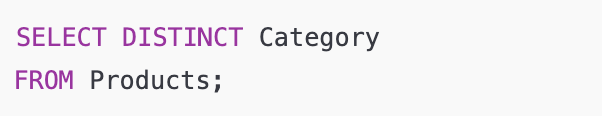 SELECT DISTINCT Category
FROM Products;